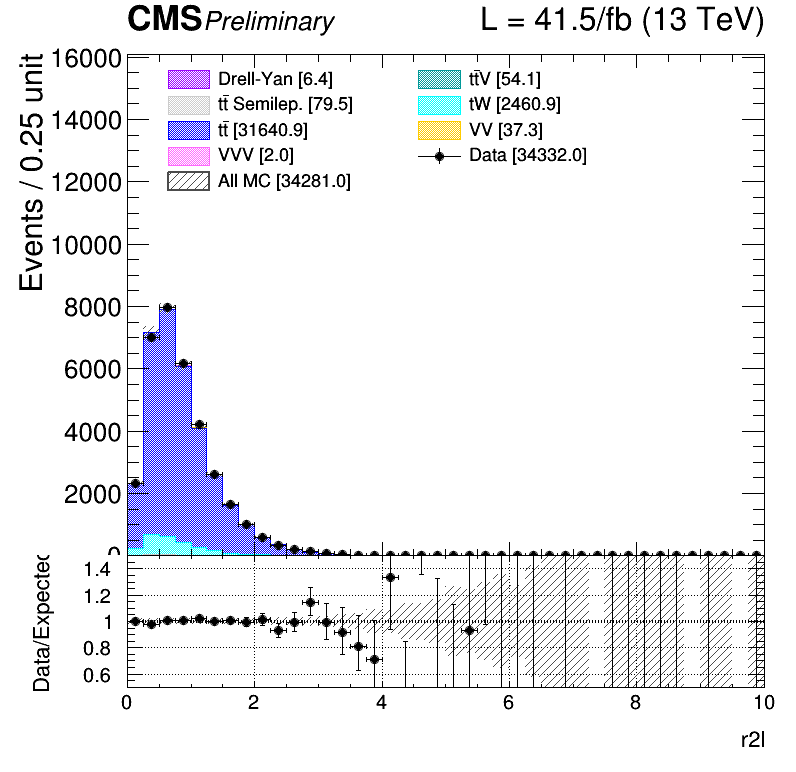 CMS Preliminary L = 41.5/fb (13 TeV)
Events / 0.25 unit
16000
14000
12000
10000
8000
6000
4000
2000
0
Drell-Yan [6.4]
tt̄ Semilep. [79.5]
tt̄ [31640.9]
VVV [2.0]
All MC [34281.0]
tt̄V [54.1]
tW [2460.9]
VV [37.3]
Data [34332.0]
Data/Expected
1.4
1.2
1
0.8
0.6
0 2 4 6 8 10
r2l